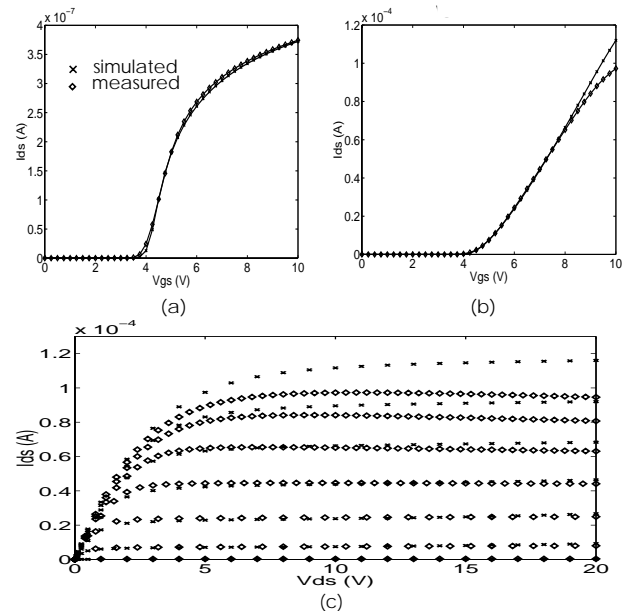 x 10⁻⁷
4
3.5
3
2.5
2
1.5
1
0.5
0
Ids (A)
simulated
measured
0 2 4 6 8 10
Vgs (V)
(a)
x 10⁻⁴
1.2
1
0.8
0.6
0.4
0.2
0
Ids (A)
0 2 4 6 8 10
Vgs (V)
(b)
x 10⁻⁴
1.2
1
0.8
0.6
0.4
0.2
0
Ids (A)
0 5 10 15 20
Vds (V)
(c)